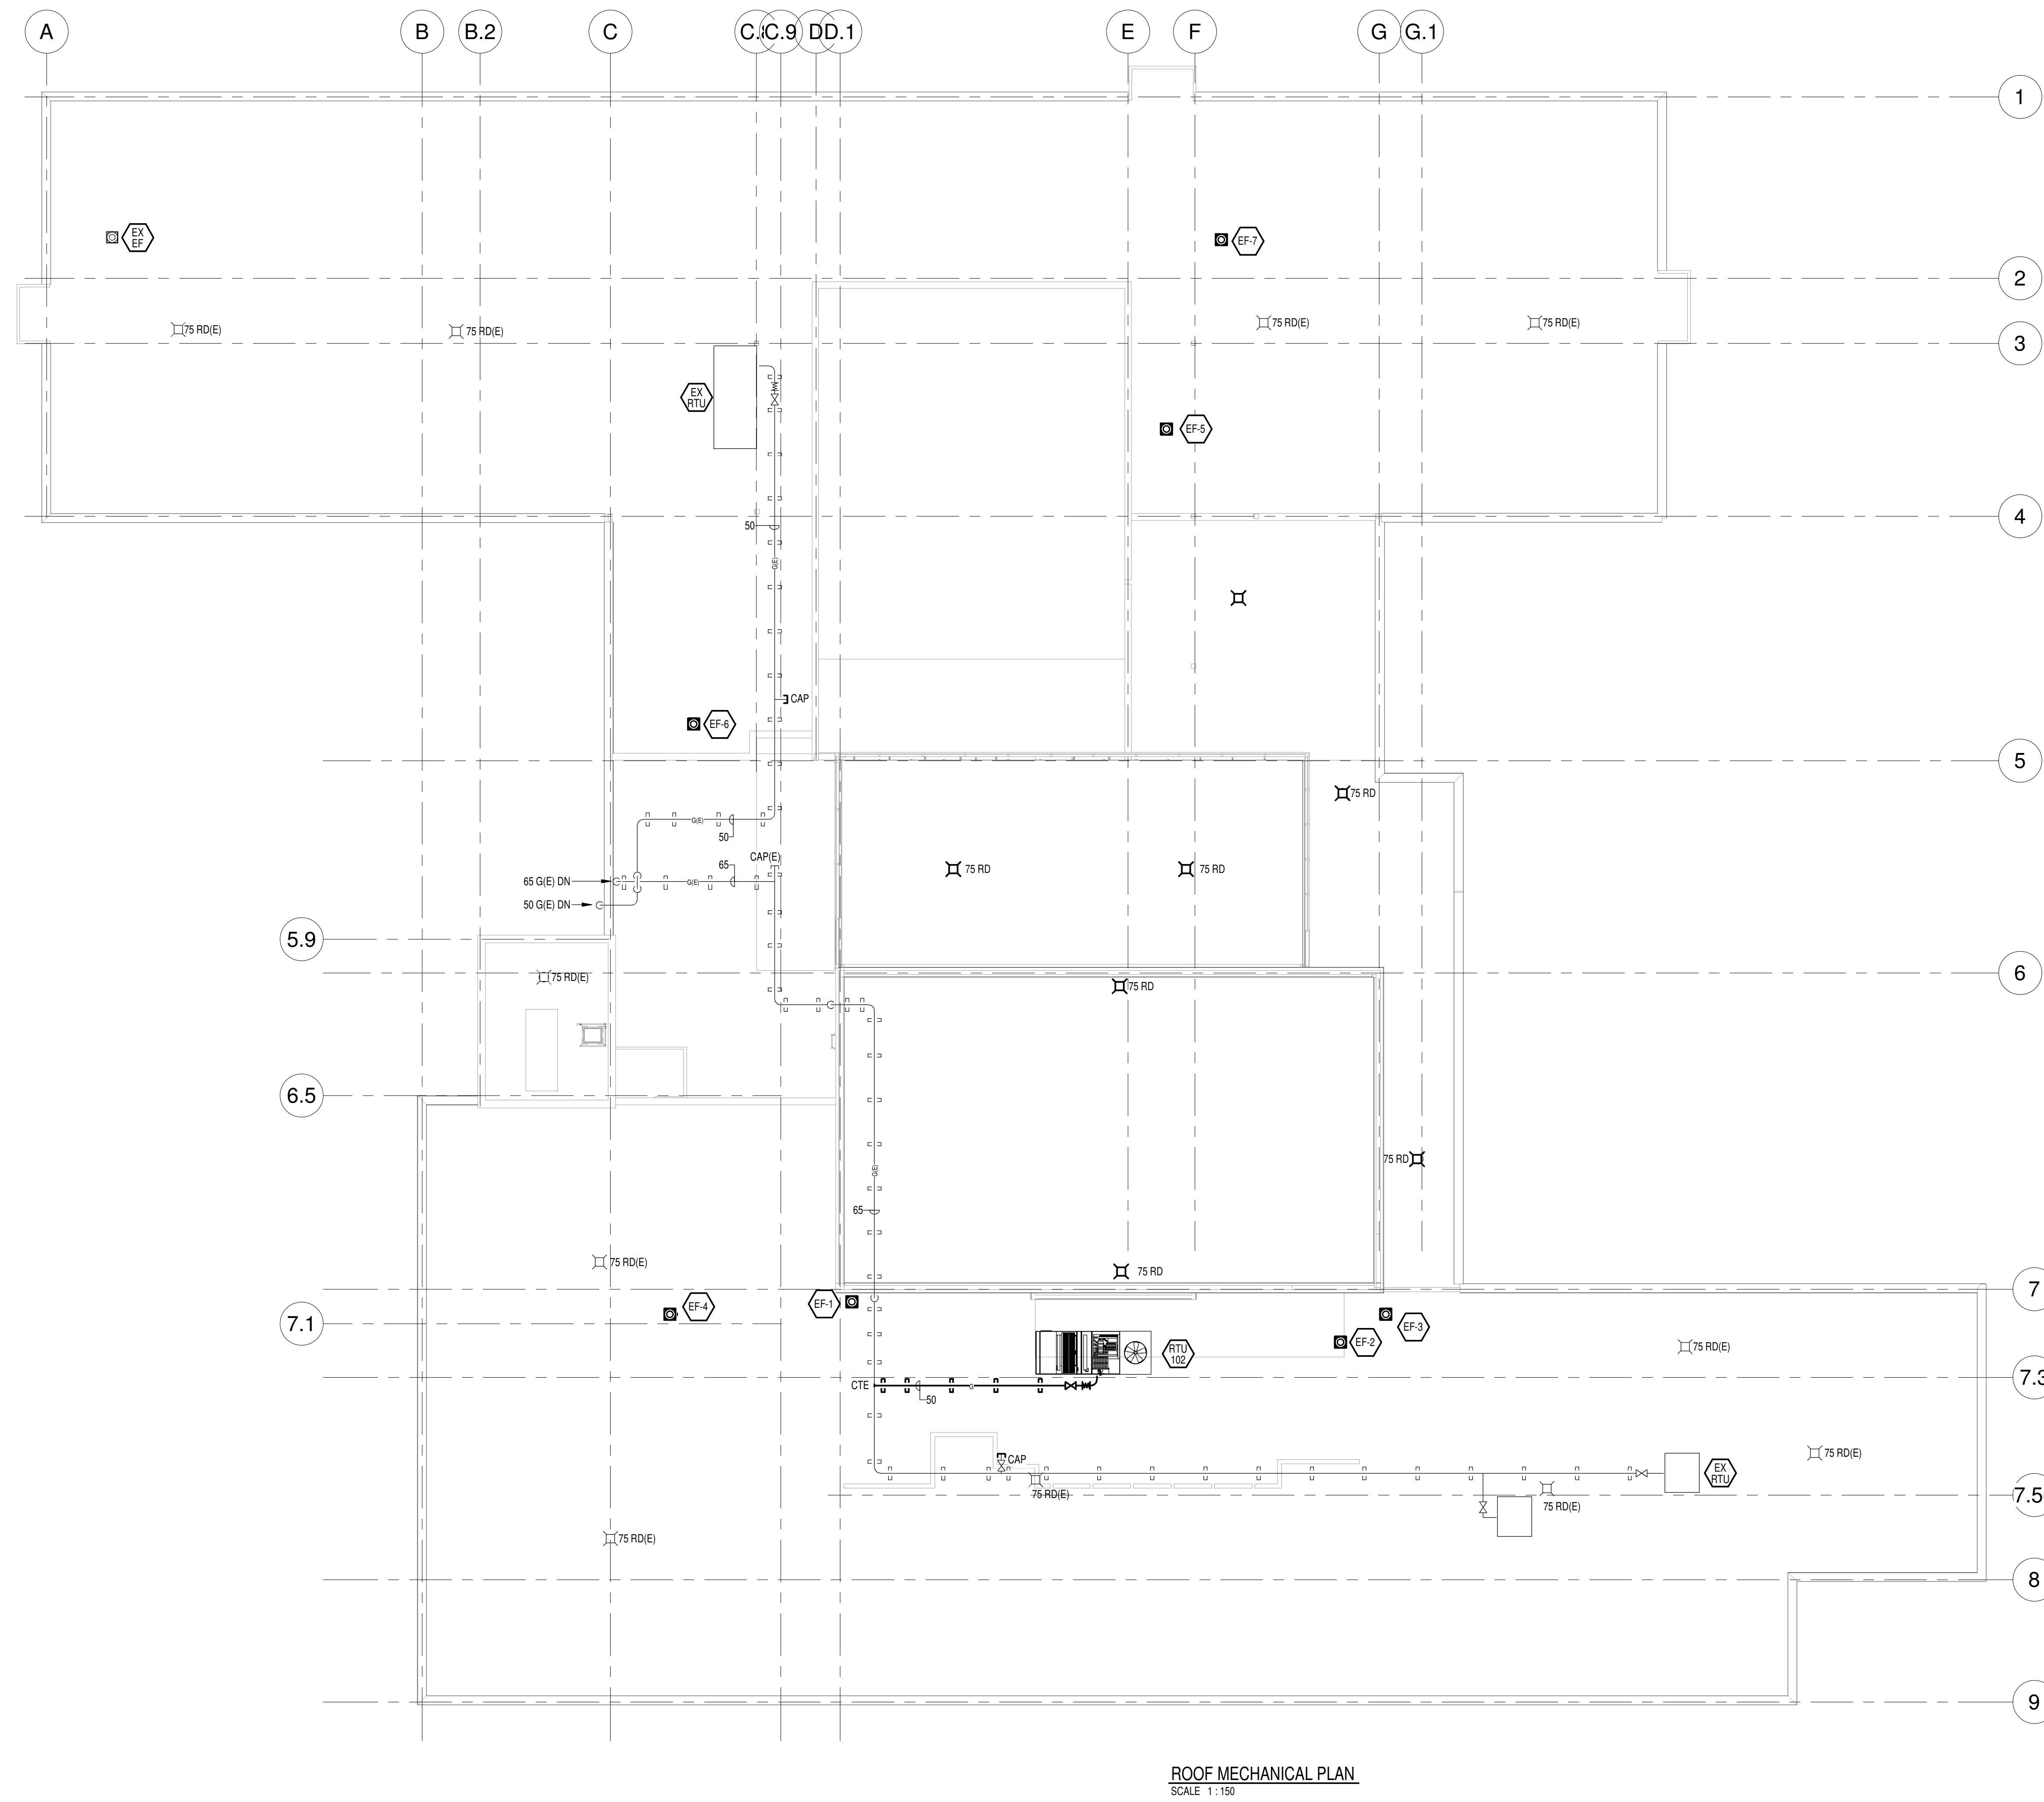 A
B
B.2
C
C.9
D
D.1
E
F
G
G.1
1
EX
EF
EF-7
2
75 RD(E)
75 RD(E)
75 RD(E)
75 RD(E)
3
EX
RTU
EF-5
4
50
G(E)
CAP
EF-6
5
75 RD
G(E)
50
CAP(E)
65
75 RD
75 RD
65 G(E) DN
G(E)
50 G(E) DN
5.9
6
75 RD(E)
75 RD
6.5
75 RD
G(E)
65
75 RD(E)
75 RD
7
EF-4
EF-1
7.1
EF-3
EF-2
RTU
102
75 RD(E)
7.3
CTE
G
50
CAP
75 RD(E)
EX
RTU
75 RD(E)
75 RD(E)
7.5
75 RD(E)
8
9
ROOF MECHANICAL PLAN
SCALE 1 : 150